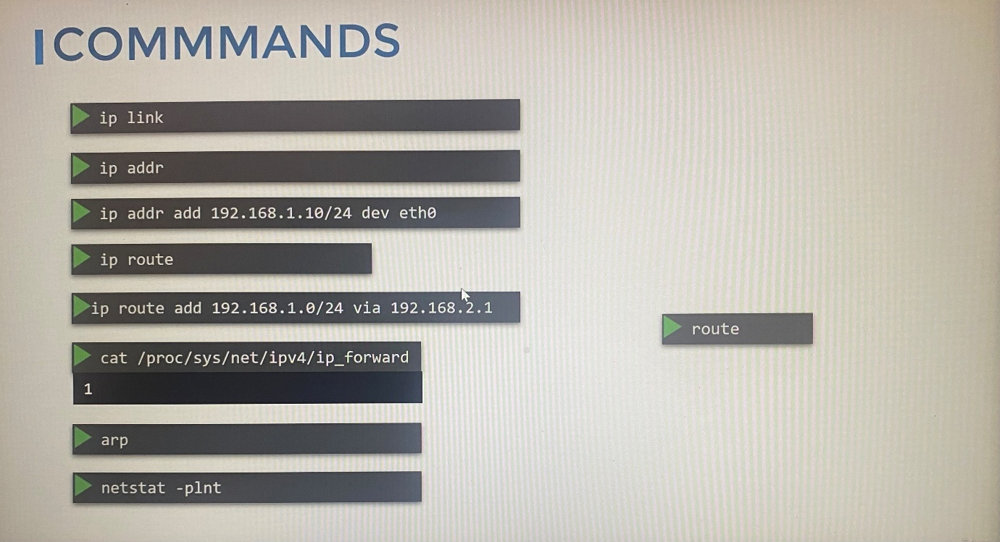 COMMMANDS
ip link
ip addr
ip addr add 192.168.1.10/24 dev eth0
ip route
ip route add 192.168.1.0/24 via 192.168.2.1
route
cat /proc/sys/net/ipv4/ip_forward
1
arp
netstat -plnt